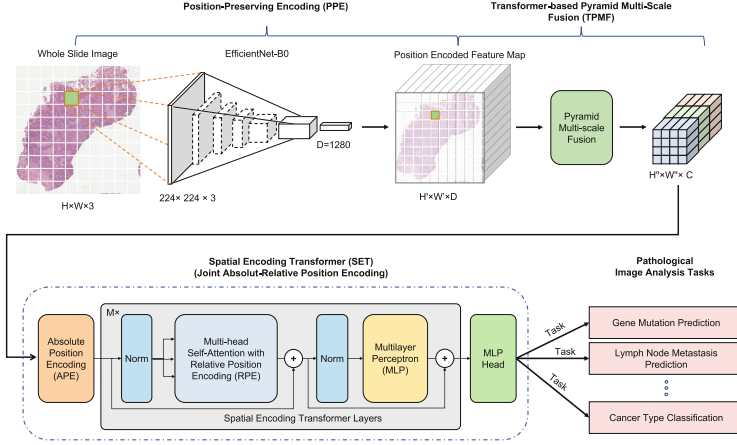 Position-Preserving Encoding (PPE)
Transformer-based Pyramid Multi-Scale
Fusion (TPMF)
Whole Slide Image
EfficientNet-B0
Position Encoded Feature Map
D=1280
Pyramid
Multi-scale
Fusion
H×W×3
224× 224 × 3
H'×W'×D
H"×W"× C
Spatial Encoding Transformer (SET)
(Joint Absolut-Relative Position Encoding)
Pathological
Image Analysis Tasks
M×
Absolute
Position
Encoding
(APE)
Norm
Multi-head
Self-Attention with
Relative Position
Encoding (RPE)
+
Norm
Multilayer
Perceptron
(MLP)
+
MLP
Head
Spatial Encoding Transformer Layers
Task
Task
Task
Gene Mutation Prediction
Lymph Node Metastasis
Prediction
Cancer Type Classification